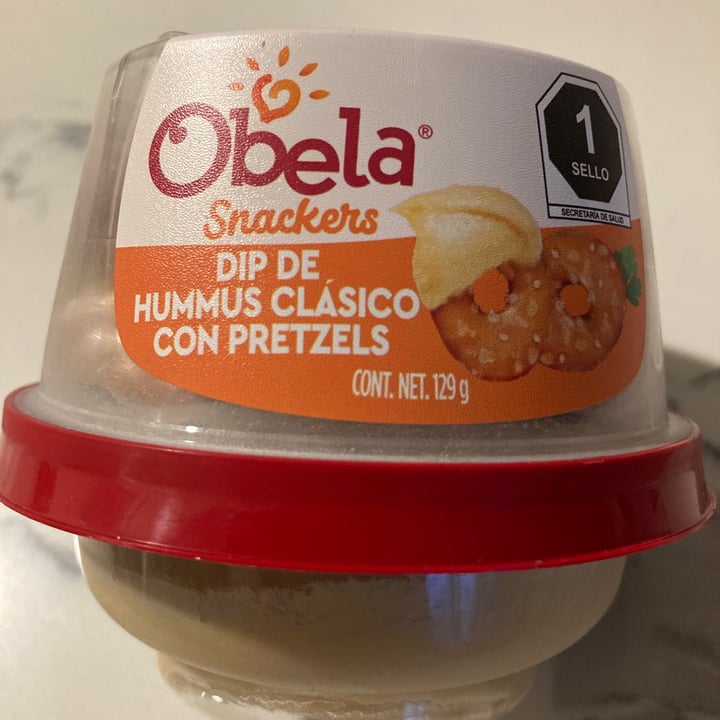 Obela®
Snackers
1
SELLO
SECRETARÍA DE SALUD
DIP DE
HUMMUS CLÁSICO
CON PRETZELS
CONT. NET. 129 g